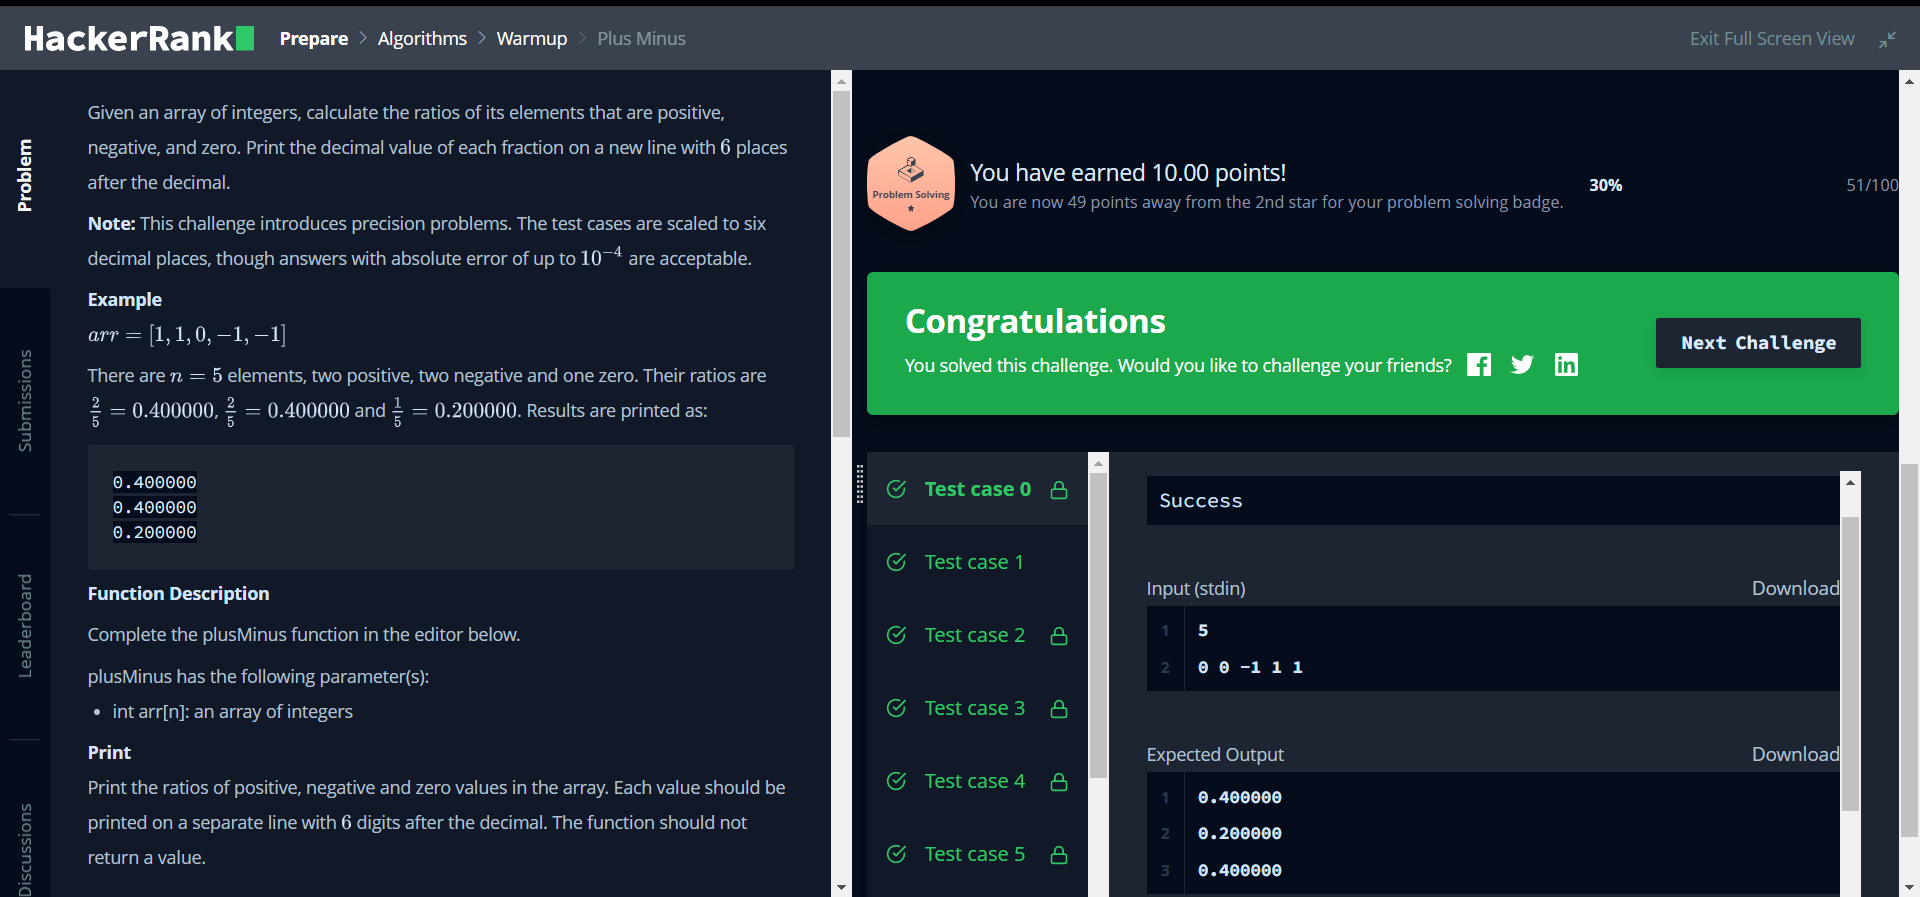 HackerRank
Prepare > Algorithms > Warmup > Plus Minus
Exit Full Screen View
Problem
Submissions
Leaderboard
Discussions
Given an array of integers, calculate the ratios of its elements that are positive,
negative, and zero. Print the decimal value of each fraction on a new line with 6 places
after the decimal.
Note: This challenge introduces precision problems. The test cases are scaled to six
decimal places, though answers with absolute error of up to 10⁻⁴ are acceptable.
Example
arr = [1, 1, 0, −1, −1]
There are n = 5 elements, two positive, two negative and one zero. Their ratios are
2/5 = 0.400000, 2/5 = 0.400000 and 1/5 = 0.200000. Results are printed as:
0.400000
0.400000
0.200000
Function Description
Complete the plusMinus function in the editor below.
plusMinus has the following parameter(s):
• int arr[n]: an array of integers
Print
Print the ratios of positive, negative and zero values in the array. Each value should be
printed on a separate line with 6 digits after the decimal. The function should not
return a value.
Problem Solving
You have earned 10.00 points!
You are now 49 points away from the 2nd star for your problem solving badge.
30%
51/100
Congratulations
You solved this challenge. Would you like to challenge your friends?
Next Challenge
Test case 0
Test case 1
Test case 2
Test case 3
Test case 4
Test case 5
Success
Input (stdin)
Download
1 5
2 0 0 -1 1 1
Expected Output
Download
1 0.400000
2 0.200000
3 0.400000